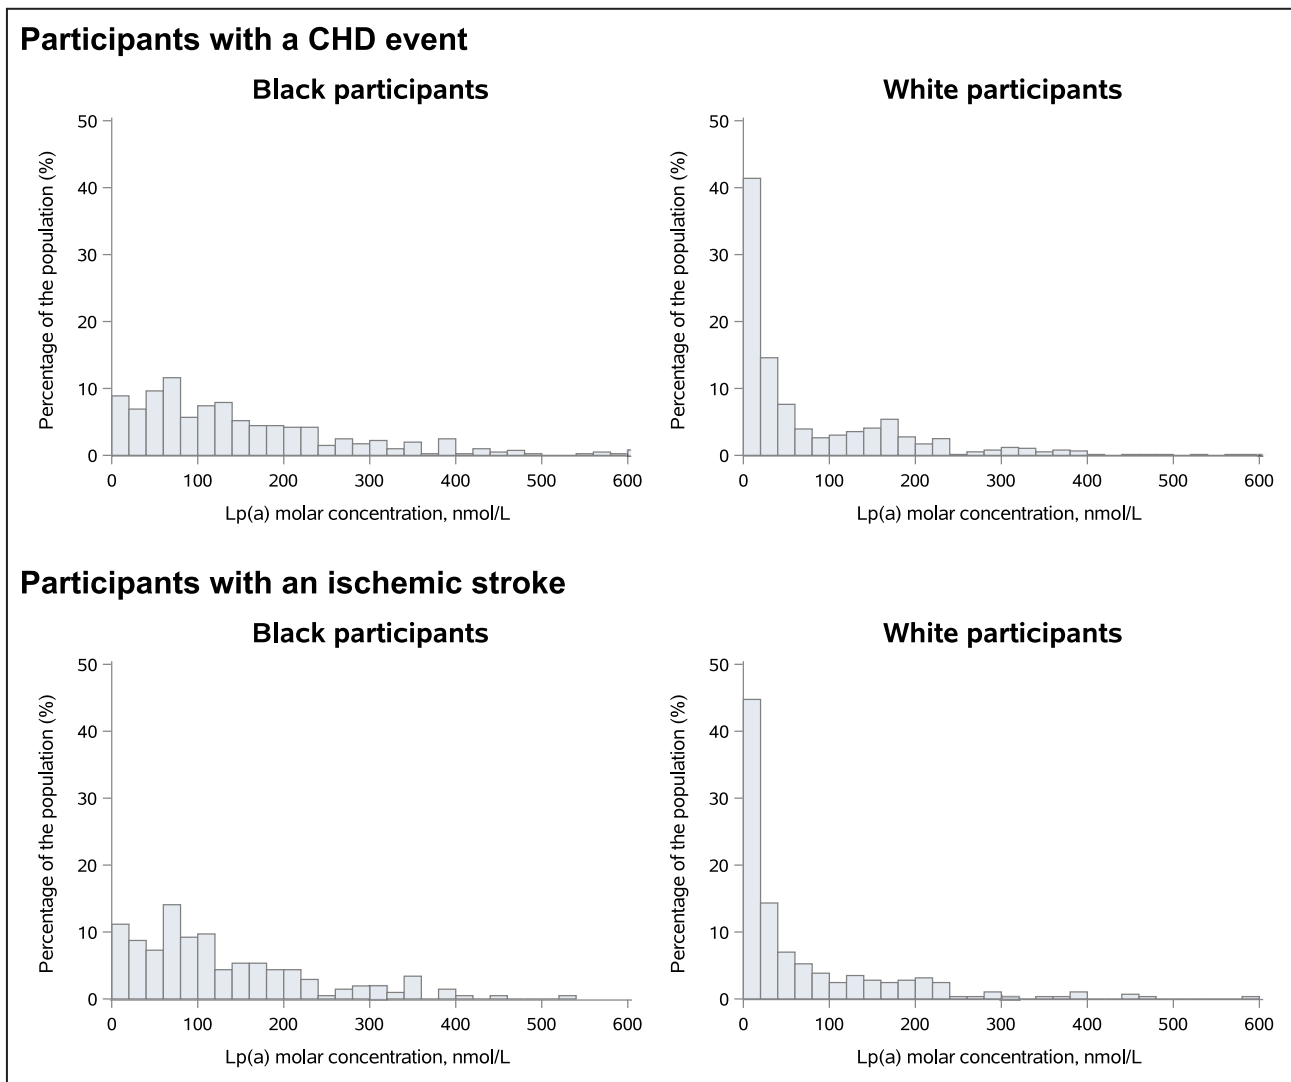 Participants with a CHD event
Black participants
Percentage of the population (%)
50
40
30
20
10
0
0 100 200 300 400 500 600
Lp(a) molar concentration, nmol/L
White participants
Percentage of the population (%)
50
40
30
20
10
0
0 100 200 300 400 500 600
Lp(a) molar concentration, nmol/L
Participants with an ischemic stroke
Black participants
Percentage of the population (%)
50
40
30
20
10
0
0 100 200 300 400 500 600
Lp(a) molar concentration, nmol/L
White participants
Percentage of the population (%)
50
40
30
20
10
0
0 100 200 300 400 500 600
Lp(a) molar concentration, nmol/L